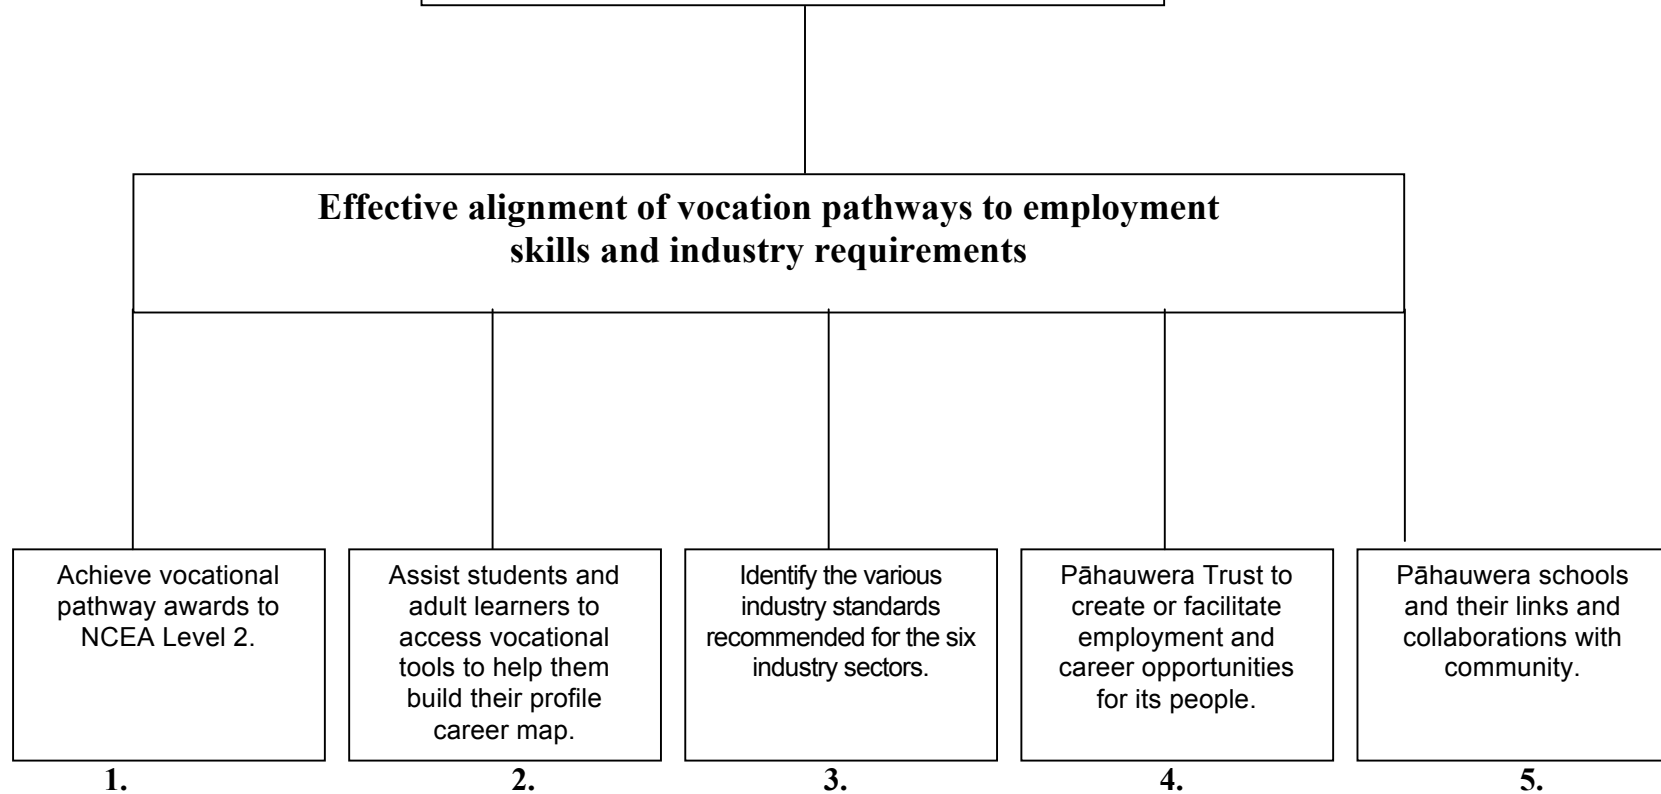 Effective alignment of vocation pathways to employment
skills and industry requirements
Achieve vocational
pathway awards to
NCEA Level 2.
Assist students and
adult learners to
access vocational
tools to help them
build their profile
career map.
Identify the various
industry standards
recommended for the six
industry sectors.
Pāhauwera Trust to
create or facilitate
employment and
career opportunities
for its people.
Pāhauwera schools
and their links and
collaborations with
community.
1.
2.
3.
4.
5.